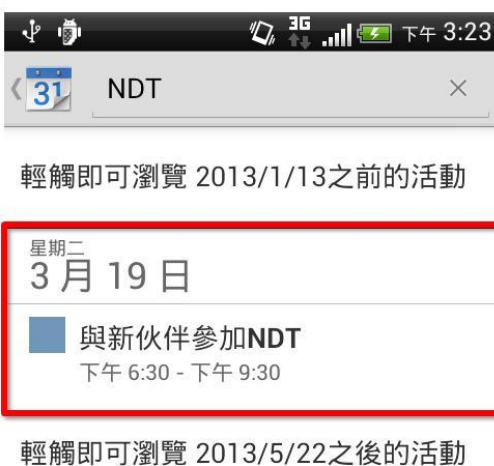 3G 下午 3:23
31 NDT
輕觸即可瀏覽 2013/1/13之前的活動
星期二
3 月 19 日
與新伙伴參加NDT
下午 6:30 - 下午 9:30
輕觸即可瀏覽 2013/5/22之後的活動